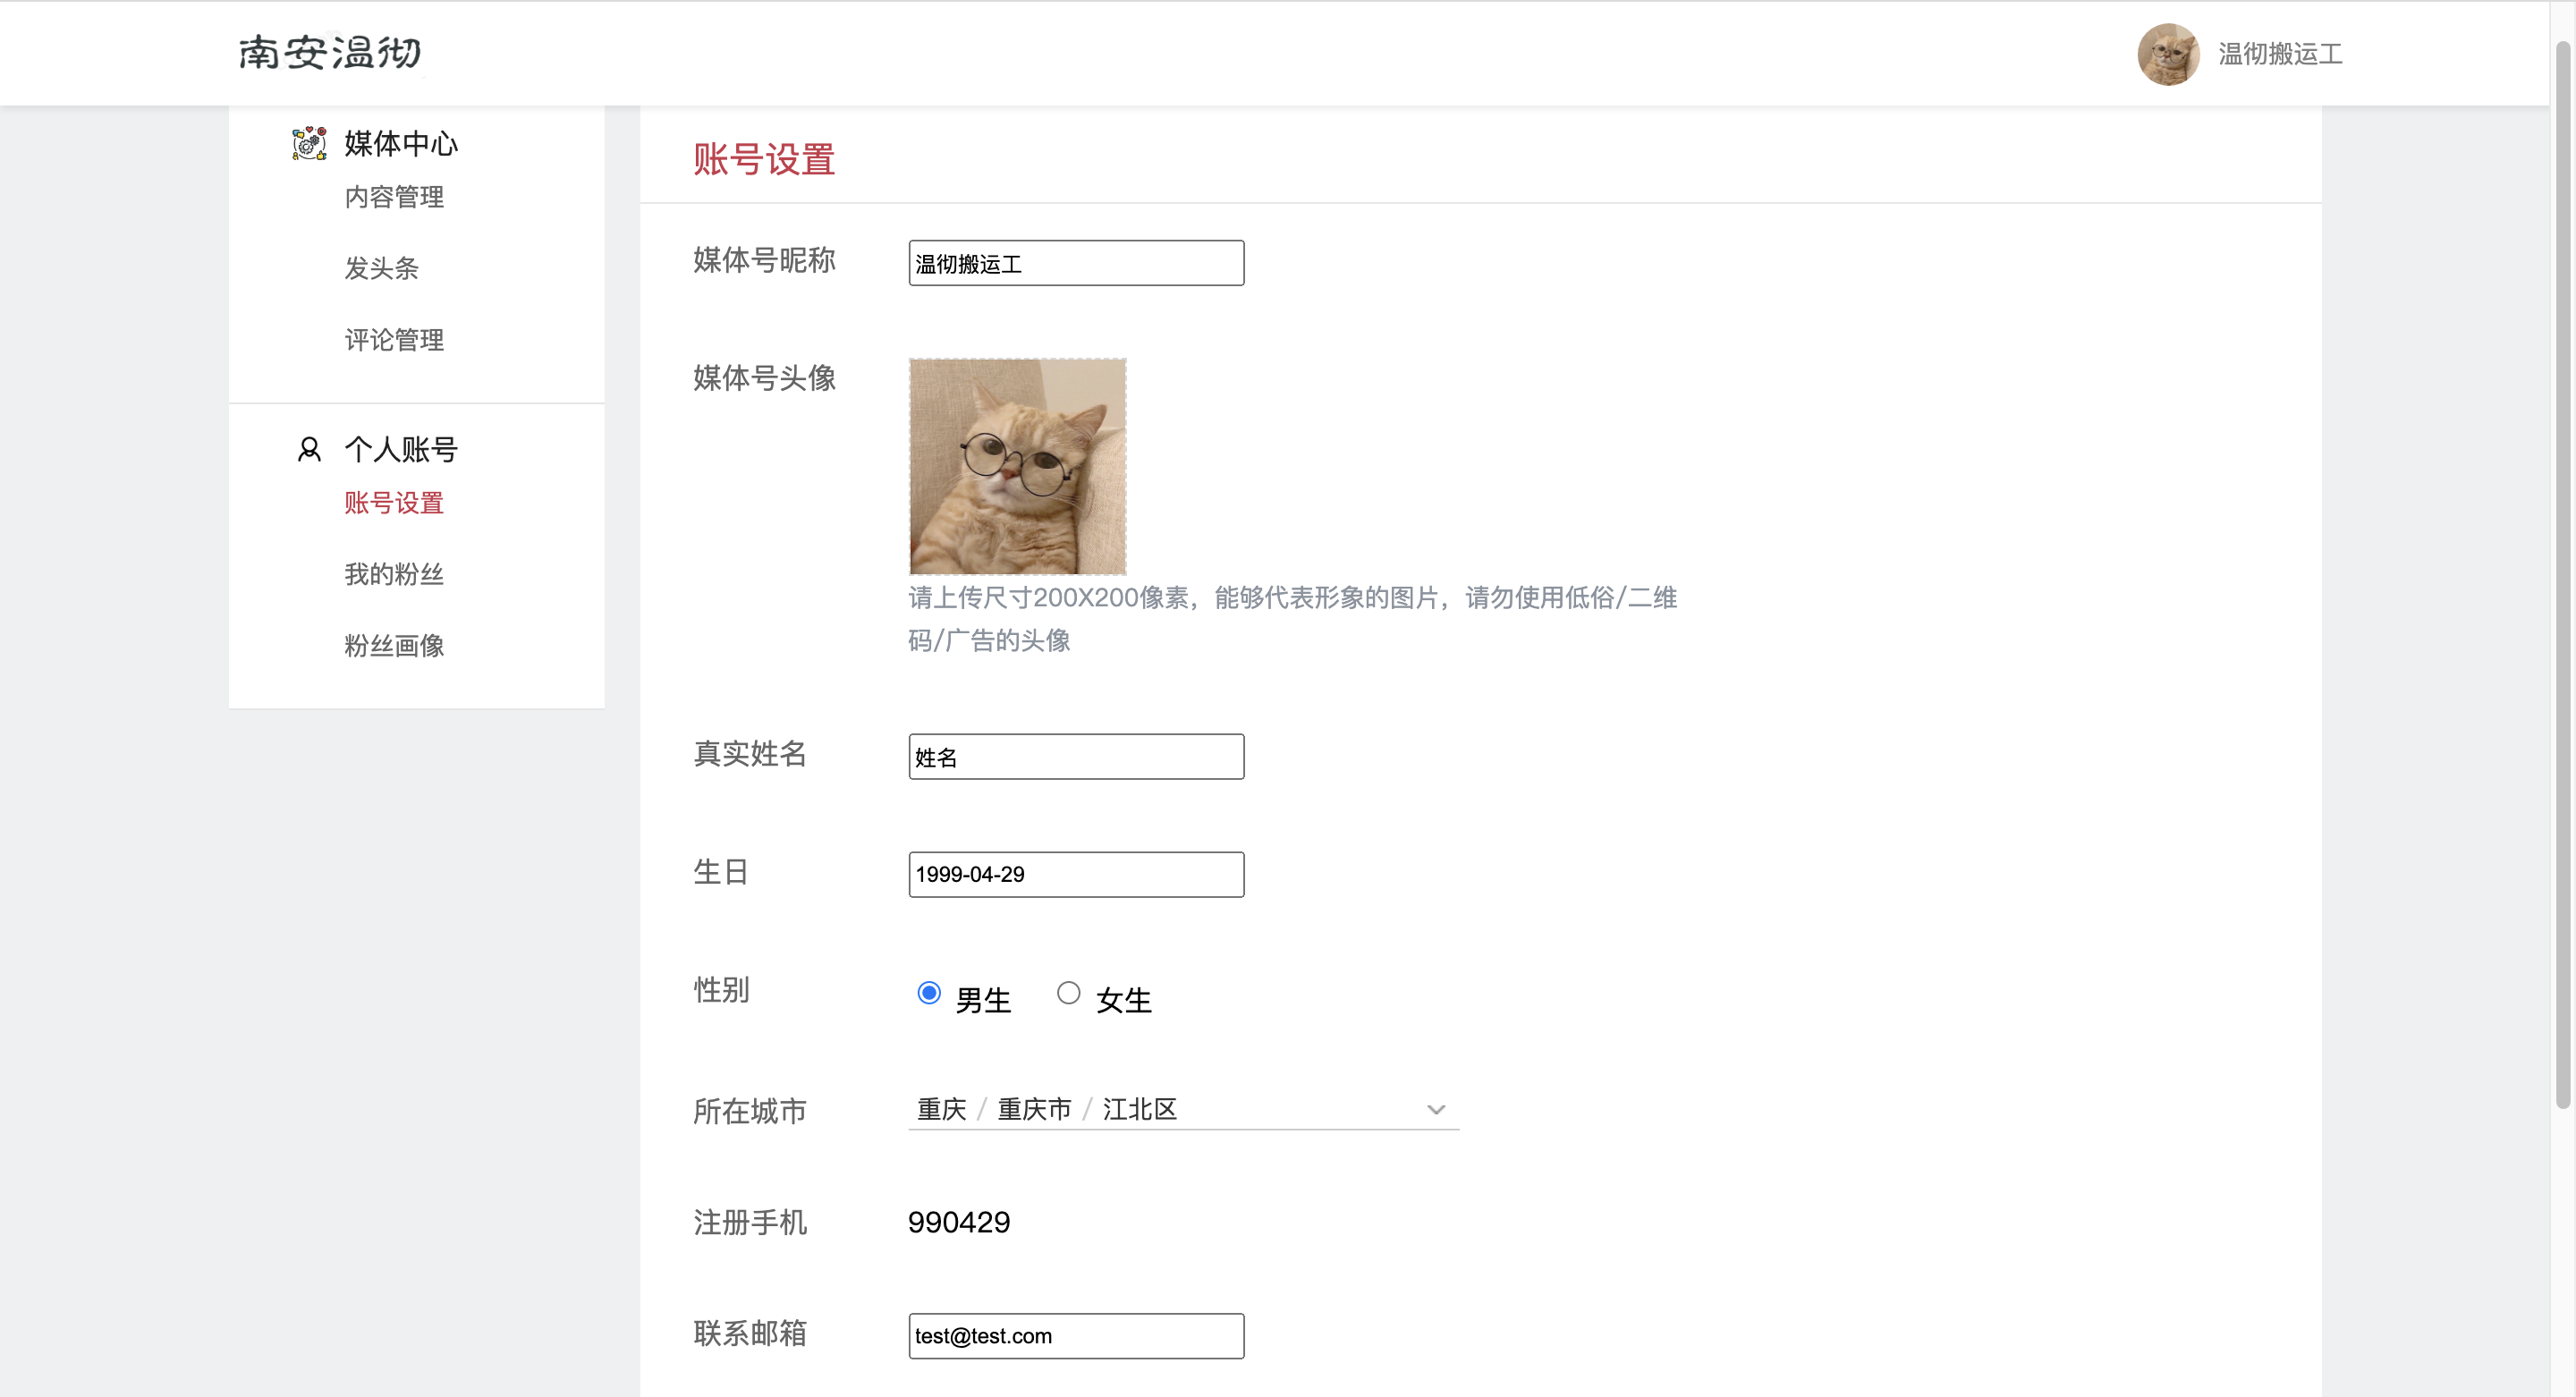 南安温彻
温彻搬运工
媒体中心
内容管理
发头条
评论管理
个人账号
账号设置
我的粉丝
粉丝画像
账号设置
媒体号昵称
温彻搬运工
媒体号头像
请上传尺寸200X200像素，能够代表形象的图片，请勿使用低俗/二维
码/广告的头像
真实姓名
姓名
生日
1999-04-29
性别
男生 女生
所在城市
重庆 / 重庆市 / 江北区
注册手机
990429
联系邮箱
test@test.com